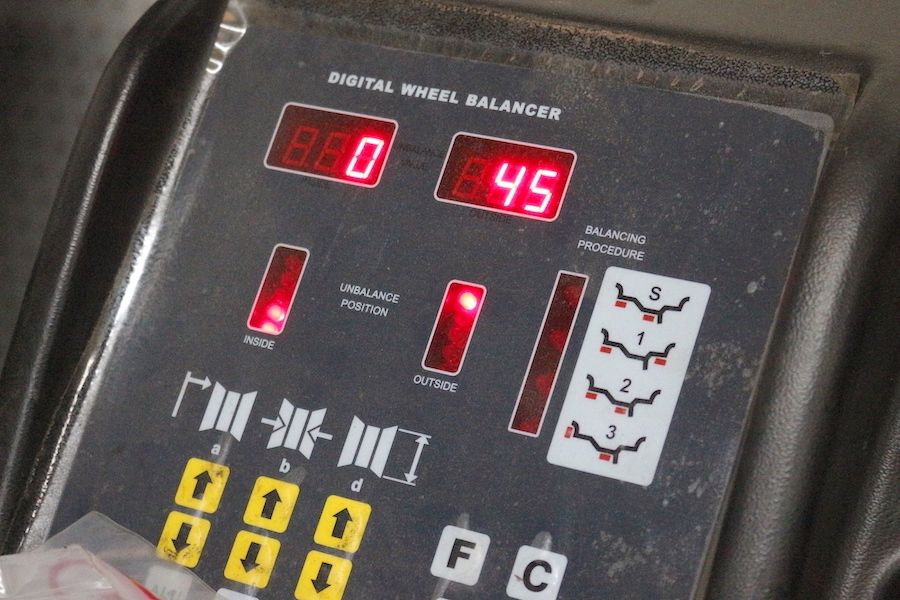 DIGITAL WHEEL BALANCER
0
45
BALANCING
PROCEDURE
UNBALANCE
POSITION
INSIDE
OUTSIDE
S
1
2
3
a
b
d
F
C